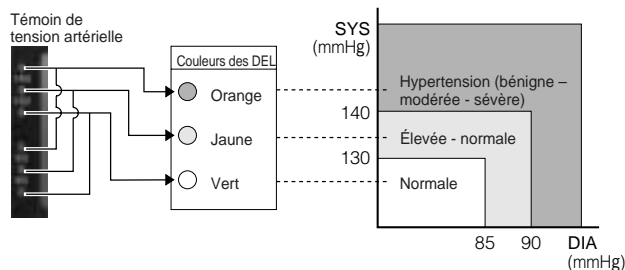 Témoin de
tension artérielle
Couleurs des DEL
Orange
Jaune
Vert
SYS
(mmHg)
140
130
Hypertension (bénigne –
modérée - sévère)
Élevée - normale
Normale
85 90 DIA
(mmHg)